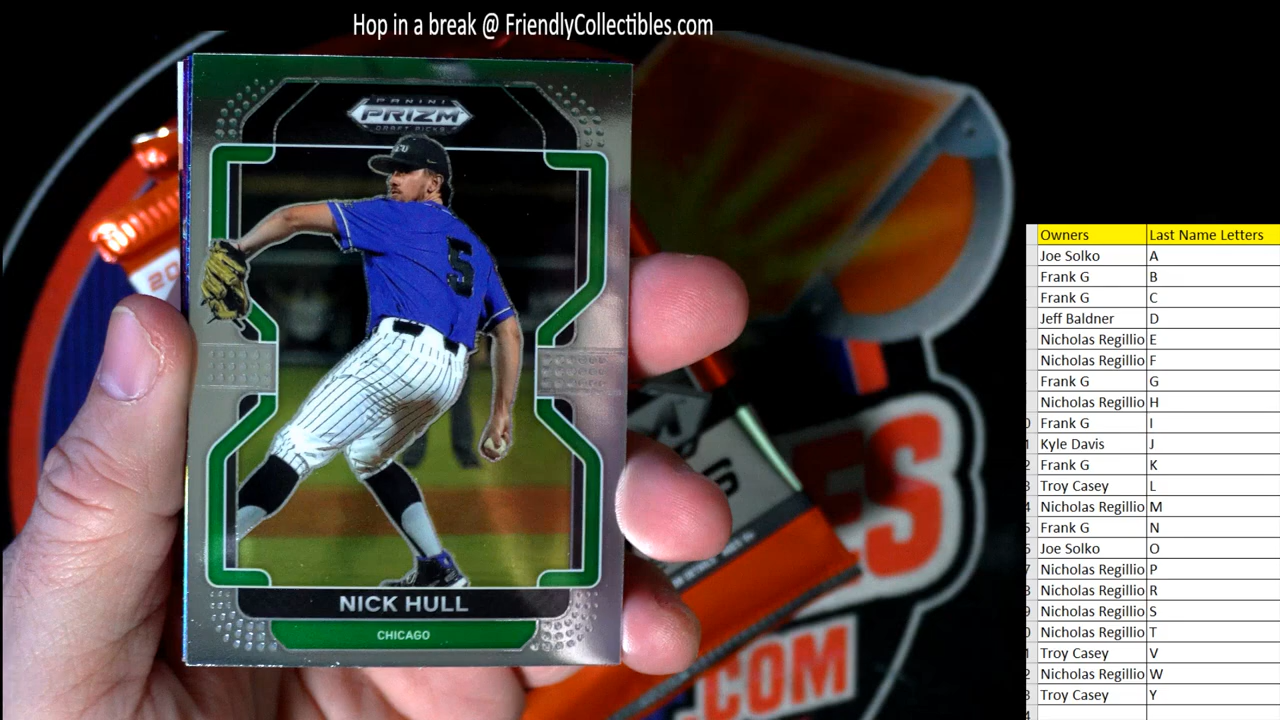 Hop in a break @ FriendlyCollectibles.com
PANINI
PRIZM
DRAFT PICKS
5
NICK HULL
CHICAGO
20
ES
.COM
Owners Last Name Letters
Joe Solko A
Frank G B
Frank G C
Jeff Baldner D
Nicholas Regillio E
Nicholas Regillio F
Frank G G
Nicholas Regillio H
Frank G I
Kyle Davis J
Frank G K
Troy Casey L
Nicholas Regillio M
Frank G N
Joe Solko O
Nicholas Regillio P
Nicholas Regillio R
Nicholas Regillio S
Nicholas Regillio T
Troy Casey V
Nicholas Regillio W
Troy Casey Y